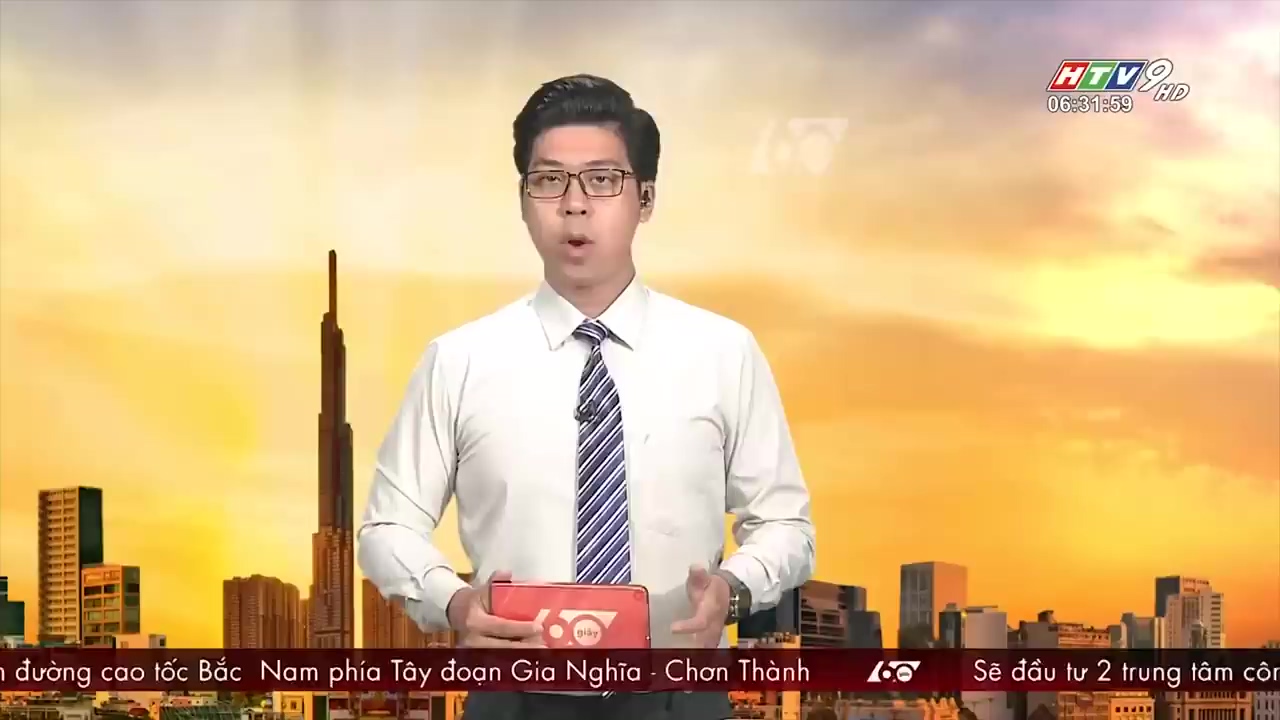 HTV9 HD
06:31:59
60
60 giây
n đường cao tốc Bắc Nam phía Tây đoạn Gia Nghĩa - Chơn Thành 60 giây Sẽ đầu tư 2 trung tâm côn